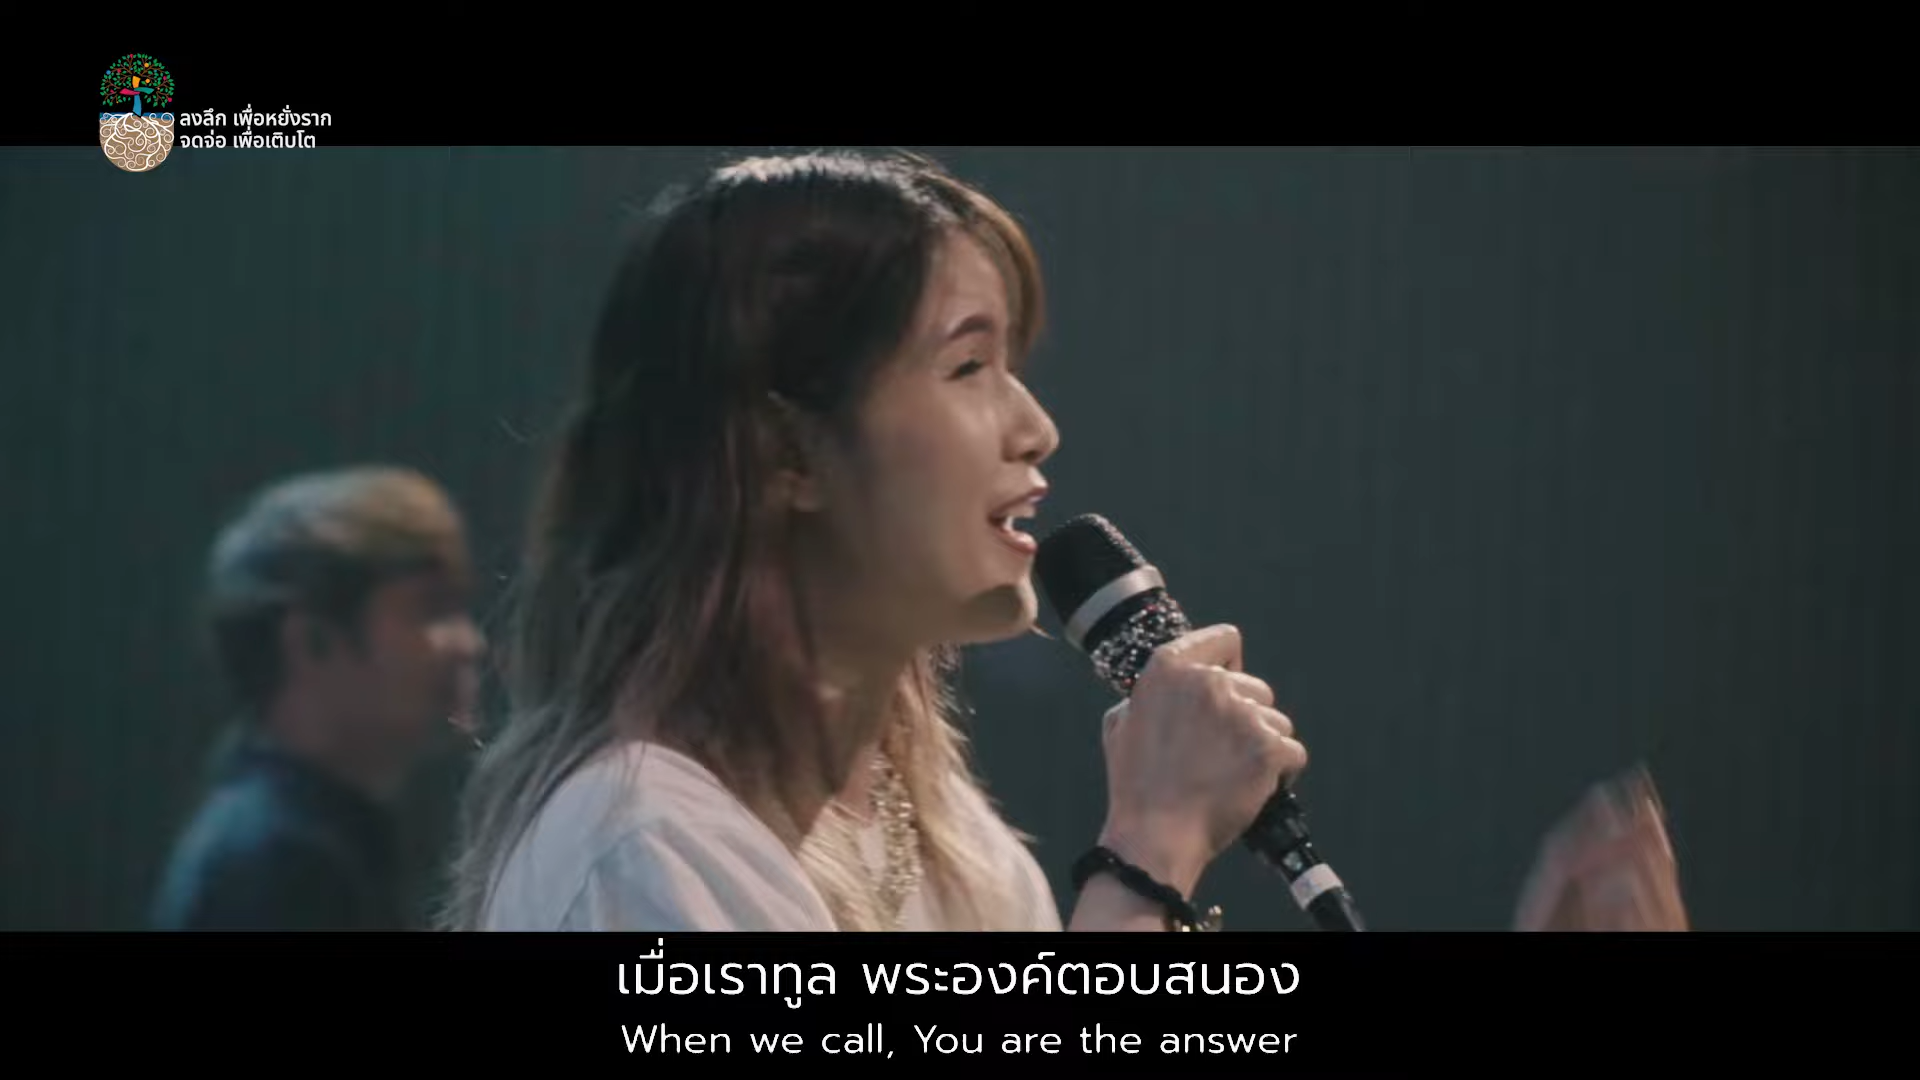 ลงลึก เพื่อหยั่งราก
จดจ่อ เพื่อเติบโต
เมื่อเราทูล พระองค์ตอบสนอง
When we call, You are the answer